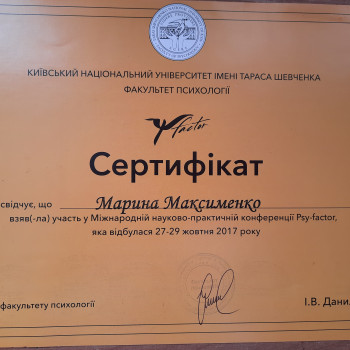 КИЇВСЬКИЙ НАЦІОНАЛЬНИЙ УНІВЕРСИТЕТ ІМЕНІ ТАРАСА ШЕВЧЕНКА
ФАКУЛЬТЕТ ПСИХОЛОГІЇ
factor
Сертифікат
свідчує, що Марина Максименко
взяв(-ла) участь у Міжнародній науково-практичній конференції Psy-factor,
яка відбулася 27-29 жовтня 2017 року
факультету психології І.В. Дани